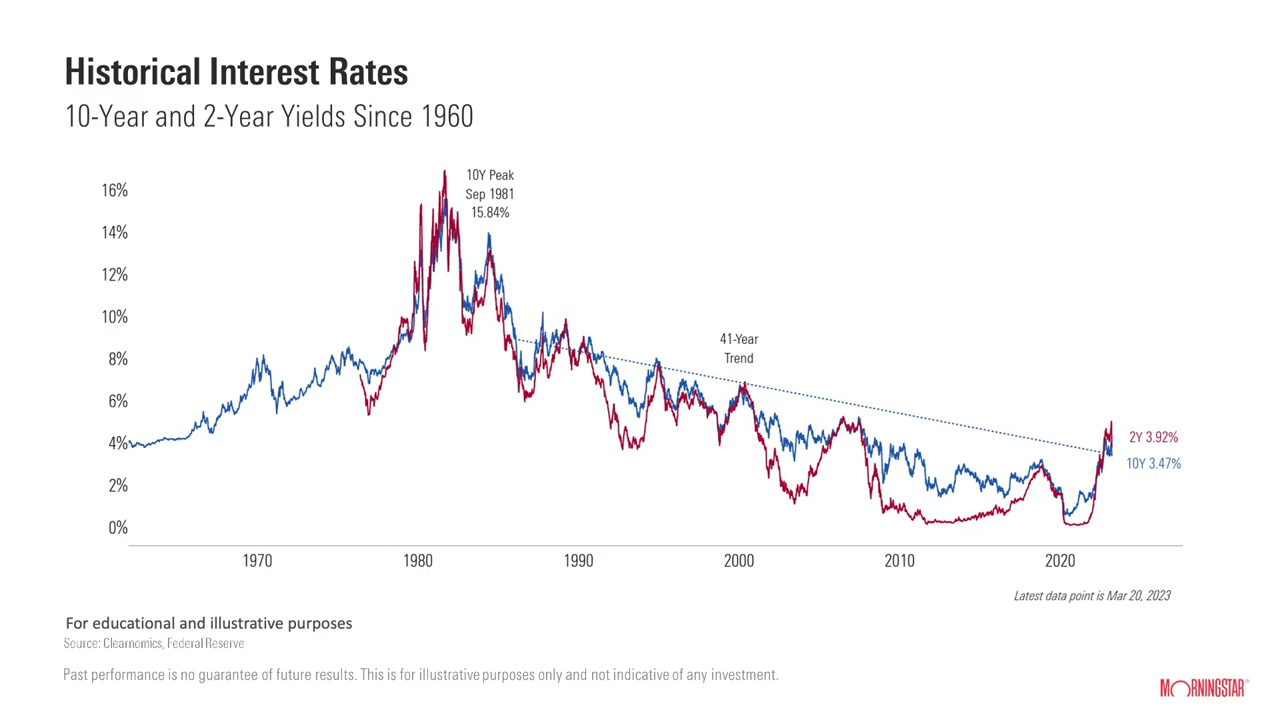 Historical Interest Rates
10-Year and 2-Year Yields Since 1960
10Y Peak
Sep 1981
15.84%
16%
14%
12%
10%
8%
6%
4%
2%
0%
41-Year
Trend
2Y 3.92%
10Y 3.47%
1970
1980
1990
2000
2010
2020
Latest data point is Mar 20, 2023
For educational and illustrative purposes
Source: Clearnomics, Federal Reserve
Past performance is no guarantee of future results. This is for illustrative purposes only and not indicative of any investment.
MORNINGSTAR®